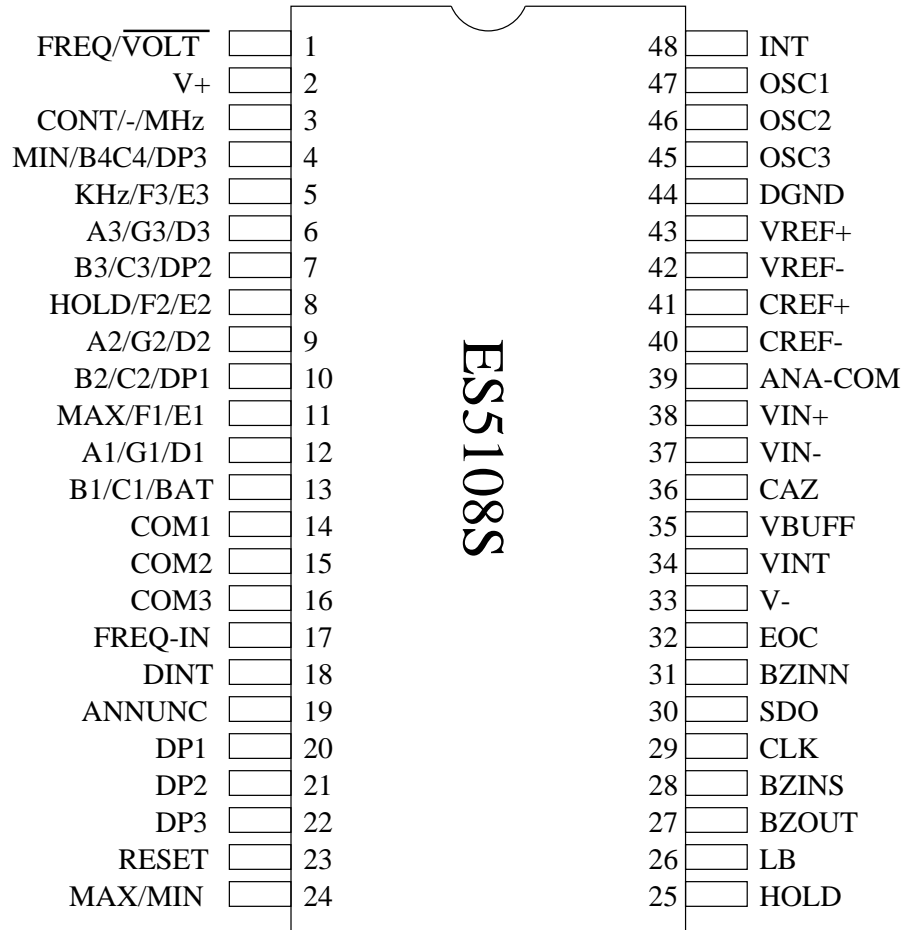 FREQ/VOLT 1 48 INT
V+ 2 47 OSC1
CONT/-/MHz 3 46 OSC2
MIN/B4C4/DP3 4 45 OSC3
KHz/F3/E3 5 44 DGND
A3/G3/D3 6 43 VREF+
B3/C3/DP2 7 42 VREF-
HOLD/F2/E2 8 41 CREF+
A2/G2/D2 9 40 CREF-
B2/C2/DP1 10 39 ANA-COM
MAX/F1/E1 11 38 VIN+
A1/G1/D1 12 37 VIN-
B1/C1/BAT 13 36 CAZ
COM1 14 35 VBUFF
COM2 15 34 VINT
COM3 16 33 V-
FREQ-IN 17 32 EOC
DINT 18 31 BZINN
ANNUNC 19 30 SDO
DP1 20 29 CLK
DP2 21 28 BZINS
DP3 22 27 BZOUT
RESET 23 26 LB
MAX/MIN 24 25 HOLD
ES5108S